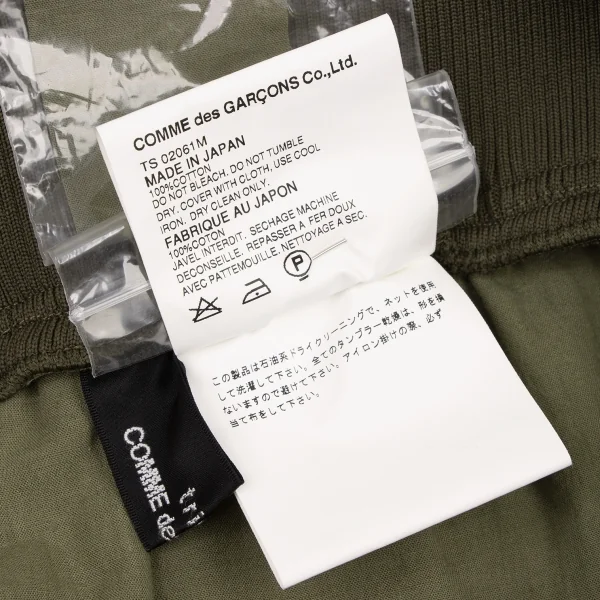 COMME des GARÇONS Co.,Ltd.
TS 02061M
MADE IN JAPAN
100%COTTON
DO NOT BLEACH. DO NOT TUMBLE
DRY. COVER WITH CLOTH, USE COOL
IRON. DRY CLEAN ONLY.
FABRIQUE AU JAPON
100%COTON
JAVEL INTERDIT. SECHAGE MACHINE
DECONSEILLE. REPASSER A FER DOUX
AVEC PATTEMOUILLE. NETTOYAGE A SEC.
P
この製品は石油系ドライクリーニングで、ネットを使用
して洗濯して下さい。全てのタンブラー乾燥は、形を損
ないますので避けて下さい。アイロン掛けの際、必ず
当て布をして下さい。
tri
COMME de